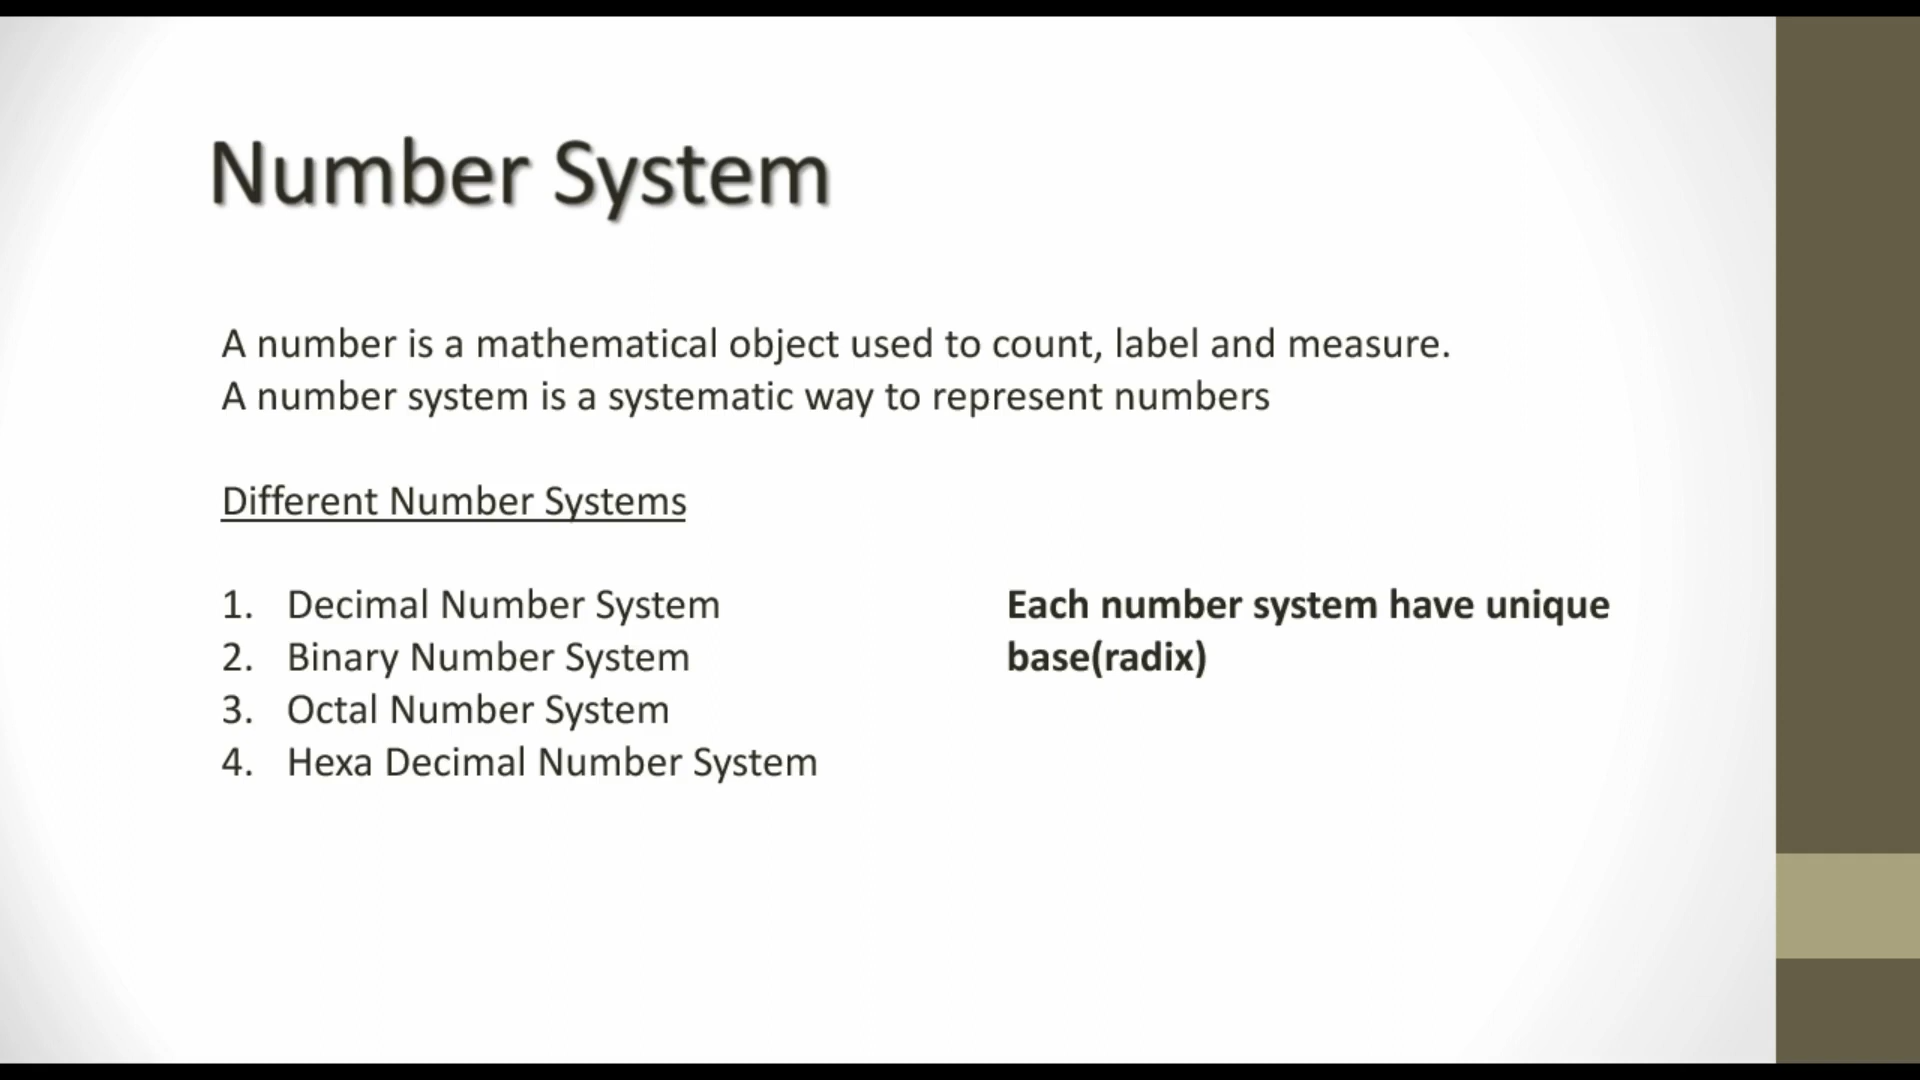 Number System
A number is a mathematical object used to count, label and measure.
A number system is a systematic way to represent numbers
Different Number Systems
1. Decimal Number System
2. Binary Number System
3. Octal Number System
4. Hexa Decimal Number System
Each number system have unique
base(radix)